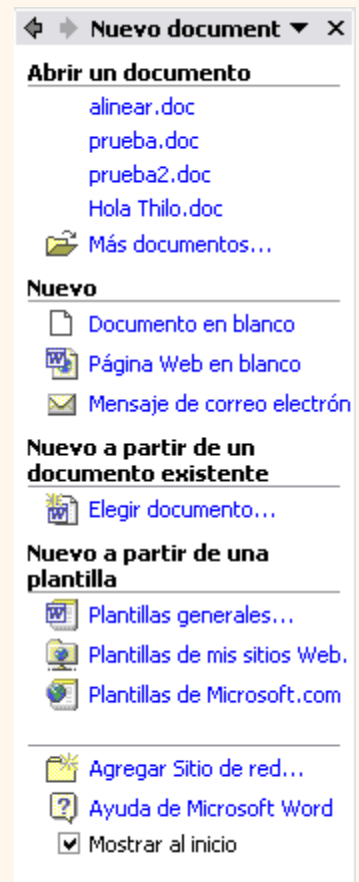 Nuevo document
Abrir un documento
alinear.doc
prueba.doc
prueba2.doc
Hola Thilo.doc
Más documentos...
Nuevo
Documento en blanco
Página Web en blanco
Mensaje de correo electrón
Nuevo a partir de un
documento existente
Elegir documento...
Nuevo a partir de una
plantilla
Plantillas generales...
Plantillas de mis sitios Web.
Plantillas de Microsoft.com
Agregar Sitio de red...
Ayuda de Microsoft Word
Mostrar al inicio